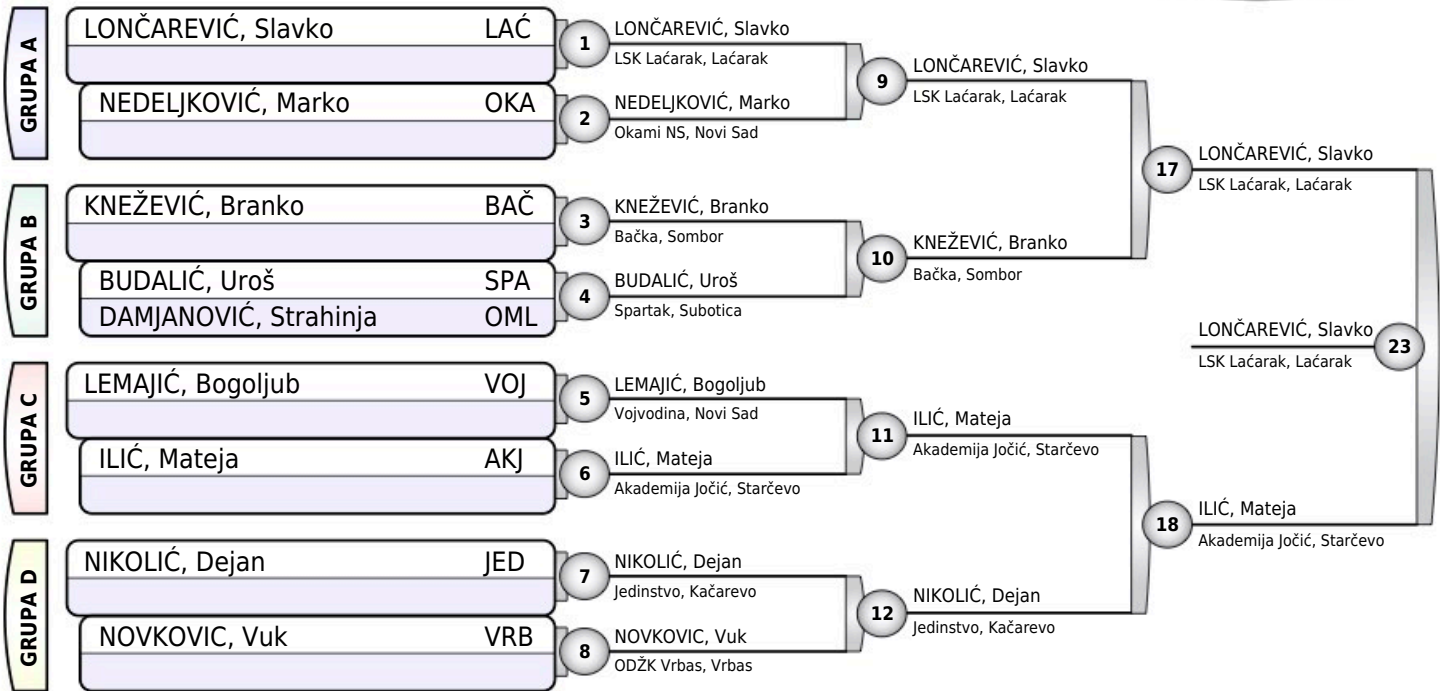 GRUPA A
LONČAREVIĆ, Slavko LAĆ
NEDELJKOVIĆ, Marko OKA
GRUPA B
KNEŽEVIĆ, Branko BAČ
BUDALIĆ, Uroš SPA
DAMJANOVIĆ, Strahinja OML
GRUPA C
LEMAJIĆ, Bogoljub VOJ
ILIĆ, Mateja AKJ
GRUPA D
NIKOLIĆ, Dejan JED
NOVKOVIC, Vuk VRB
1
LONČAREVIĆ, Slavko
LSK Laćarak, Laćarak
2
NEDELJKOVIĆ, Marko
Okami NS, Novi Sad
3
KNEŽEVIĆ, Branko
Bačka, Sombor
4
BUDALIĆ, Uroš
Spartak, Subotica
5
LEMAJIĆ, Bogoljub
Vojvodina, Novi Sad
6
ILIĆ, Mateja
Akademija Jočić, Starčevo
7
NIKOLIĆ, Dejan
Jedinstvo, Kačarevo
8
NOVKOVIC, Vuk
ODŽK Vrbas, Vrbas
9
LONČAREVIĆ, Slavko
LSK Laćarak, Laćarak
10
KNEŽEVIĆ, Branko
Bačka, Sombor
11
ILIĆ, Mateja
Akademija Jočić, Starčevo
12
NIKOLIĆ, Dejan
Jedinstvo, Kačarevo
17
LONČAREVIĆ, Slavko
LSK Laćarak, Laćarak
18
ILIĆ, Mateja
Akademija Jočić, Starčevo
LONČAREVIĆ, Slavko
LSK Laćarak, Laćarak
23